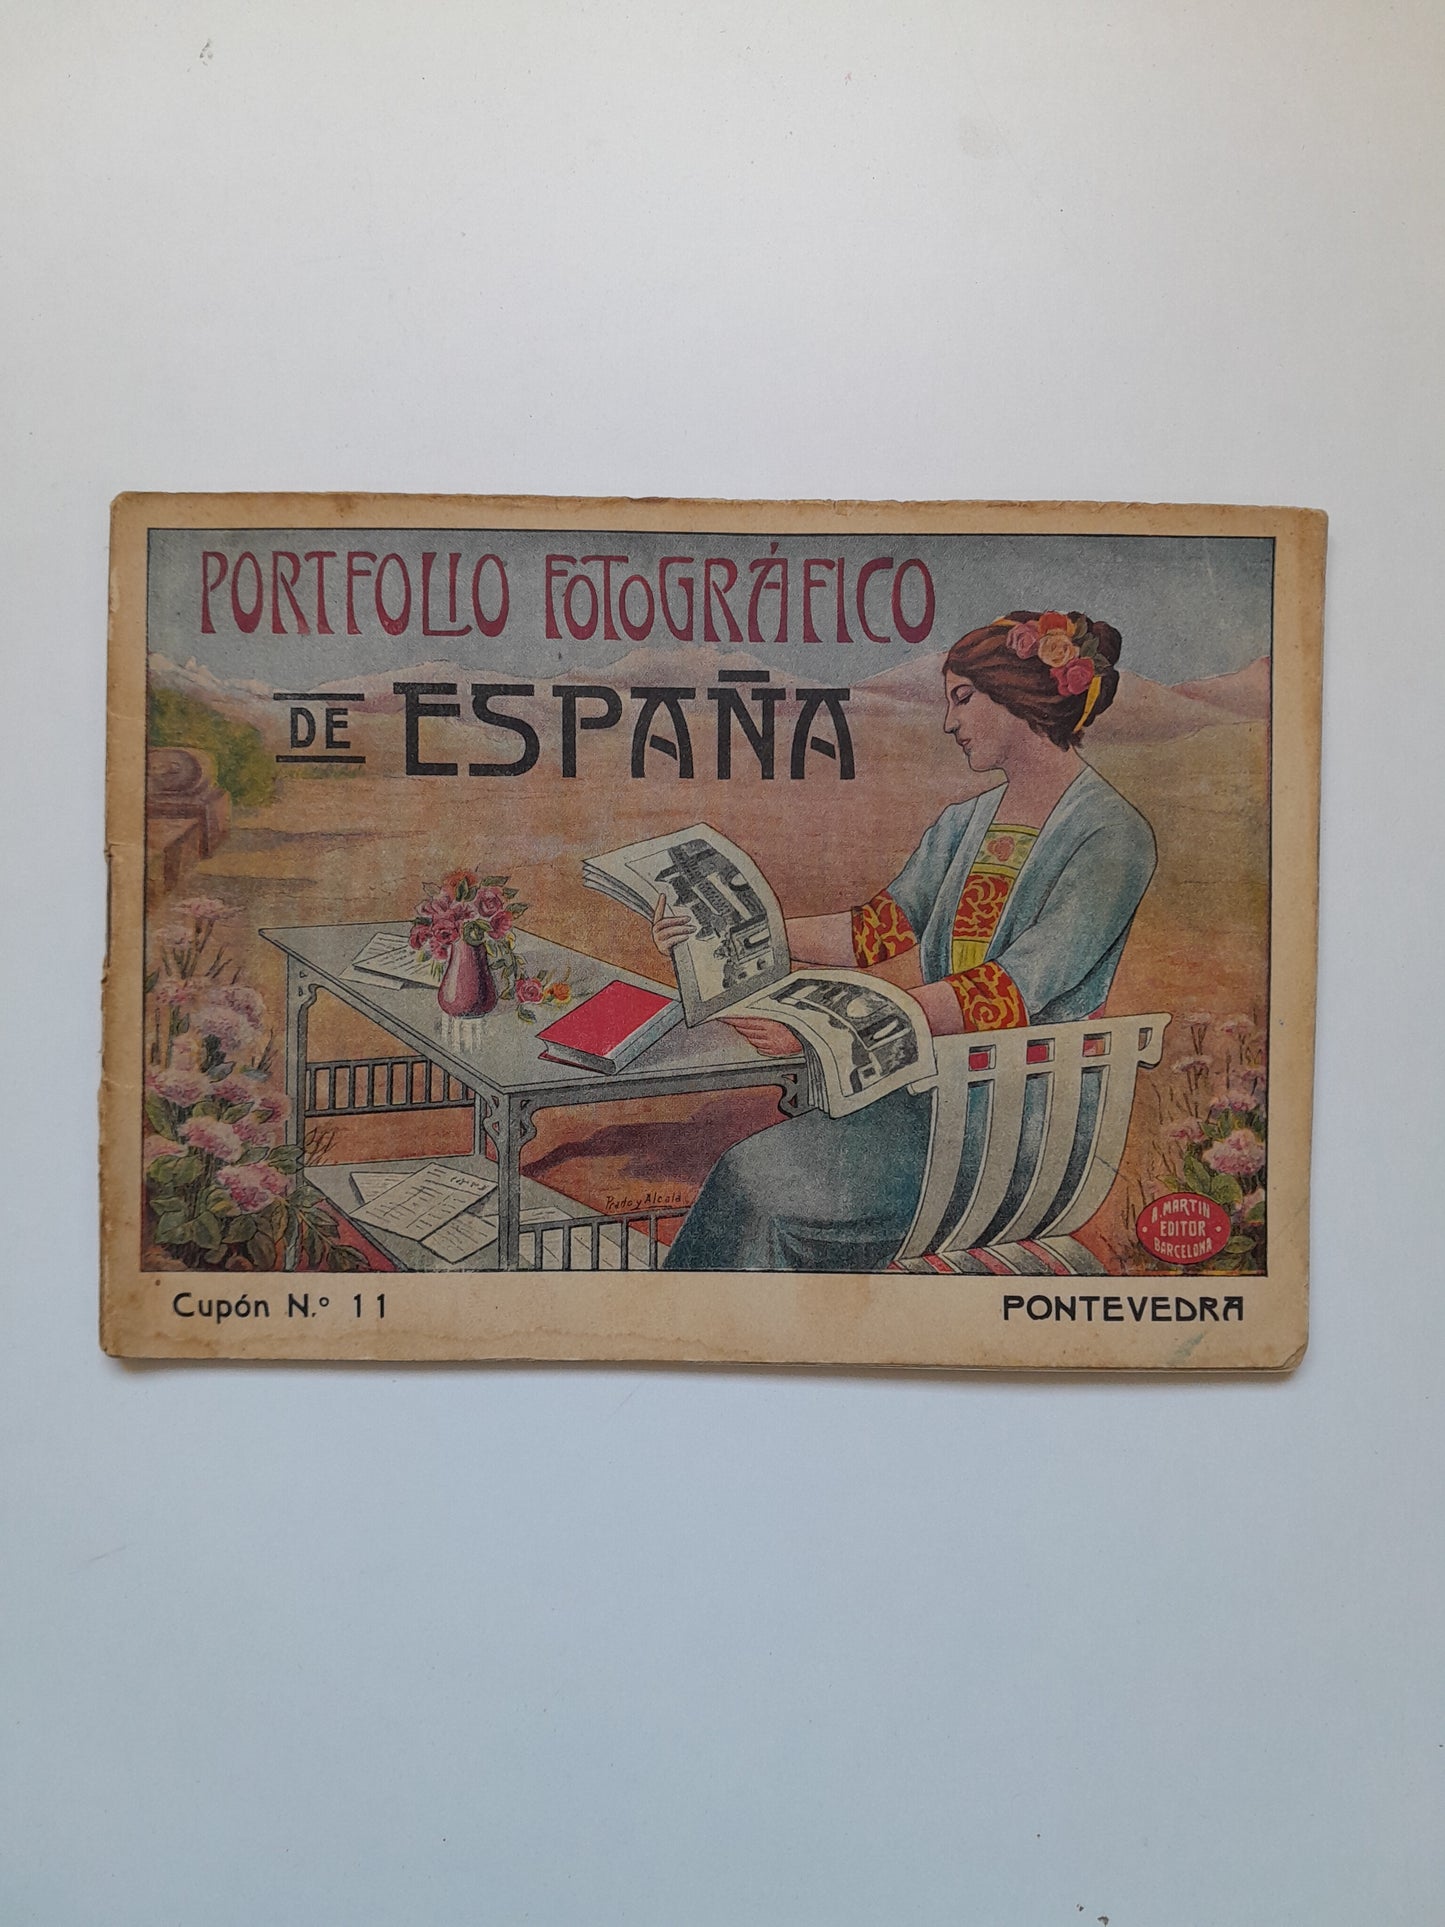 PORTFOLIO FOTOGRÁFICO
DE ESPAÑA
Prado y Alcalá
A. MARTIN
EDITOR
BARCELONA
Cupón N.º 11
PONTEVEDRA